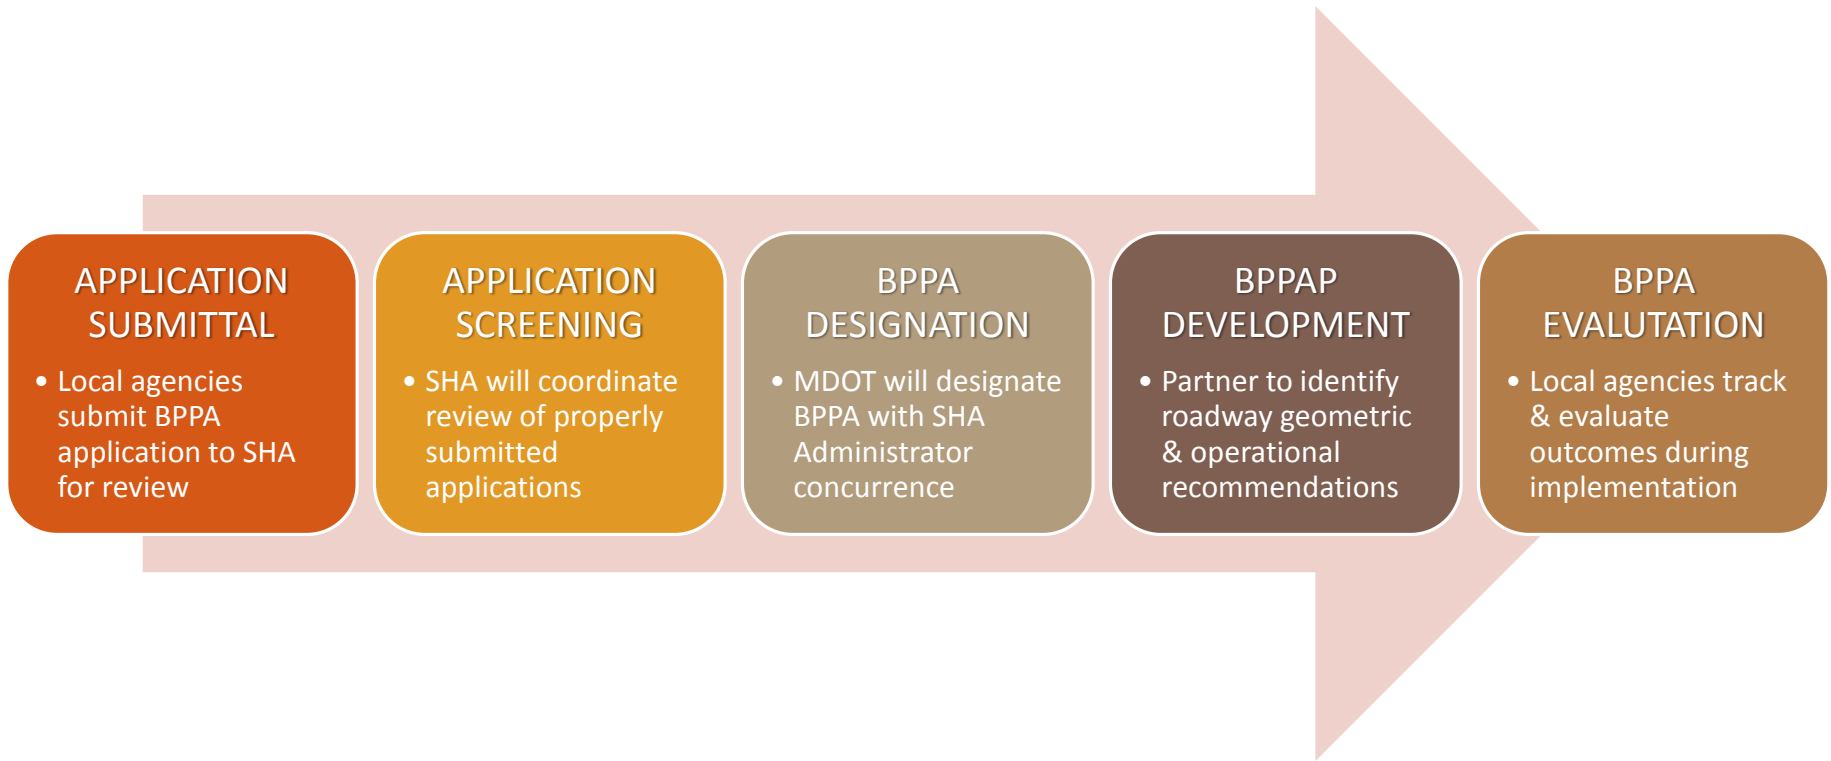 APPLICATION
SUBMITTAL
• Local agencies
submit BPPA
application to SHA
for review
APPLICATION
SCREENING
• SHA will coordinate
review of properly
submitted
applications
BPPA
DESIGNATION
• MDOT will designate
BPPA with SHA
Administrator
concurrence
BPPAP
DEVELOPMENT
• Partner to identify
roadway geometric
& operational
recommendations
BPPA
EVALUTATION
• Local agencies track
& evaluate
outcomes during
implementation